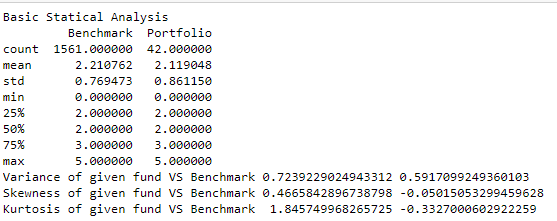 Basic Statical Analysis
Benchmark Portfolio
count 1561.000000 42.000000
mean 2.210762 2.119048
std 0.769473 0.861150
min 0.000000 0.000000
25% 2.000000 2.000000
50% 2.000000 2.000000
75% 3.000000 3.000000
max 5.000000 5.000000
Variance of given fund VS Benchmark 0.7239229024943312 0.5917099249360103
Skewness of given fund VS Benchmark 0.4665842896738798 -0.05015053299459628
Kurtosis of given fund VS Benchmark  1.845749968265725 -0.3327000602922259